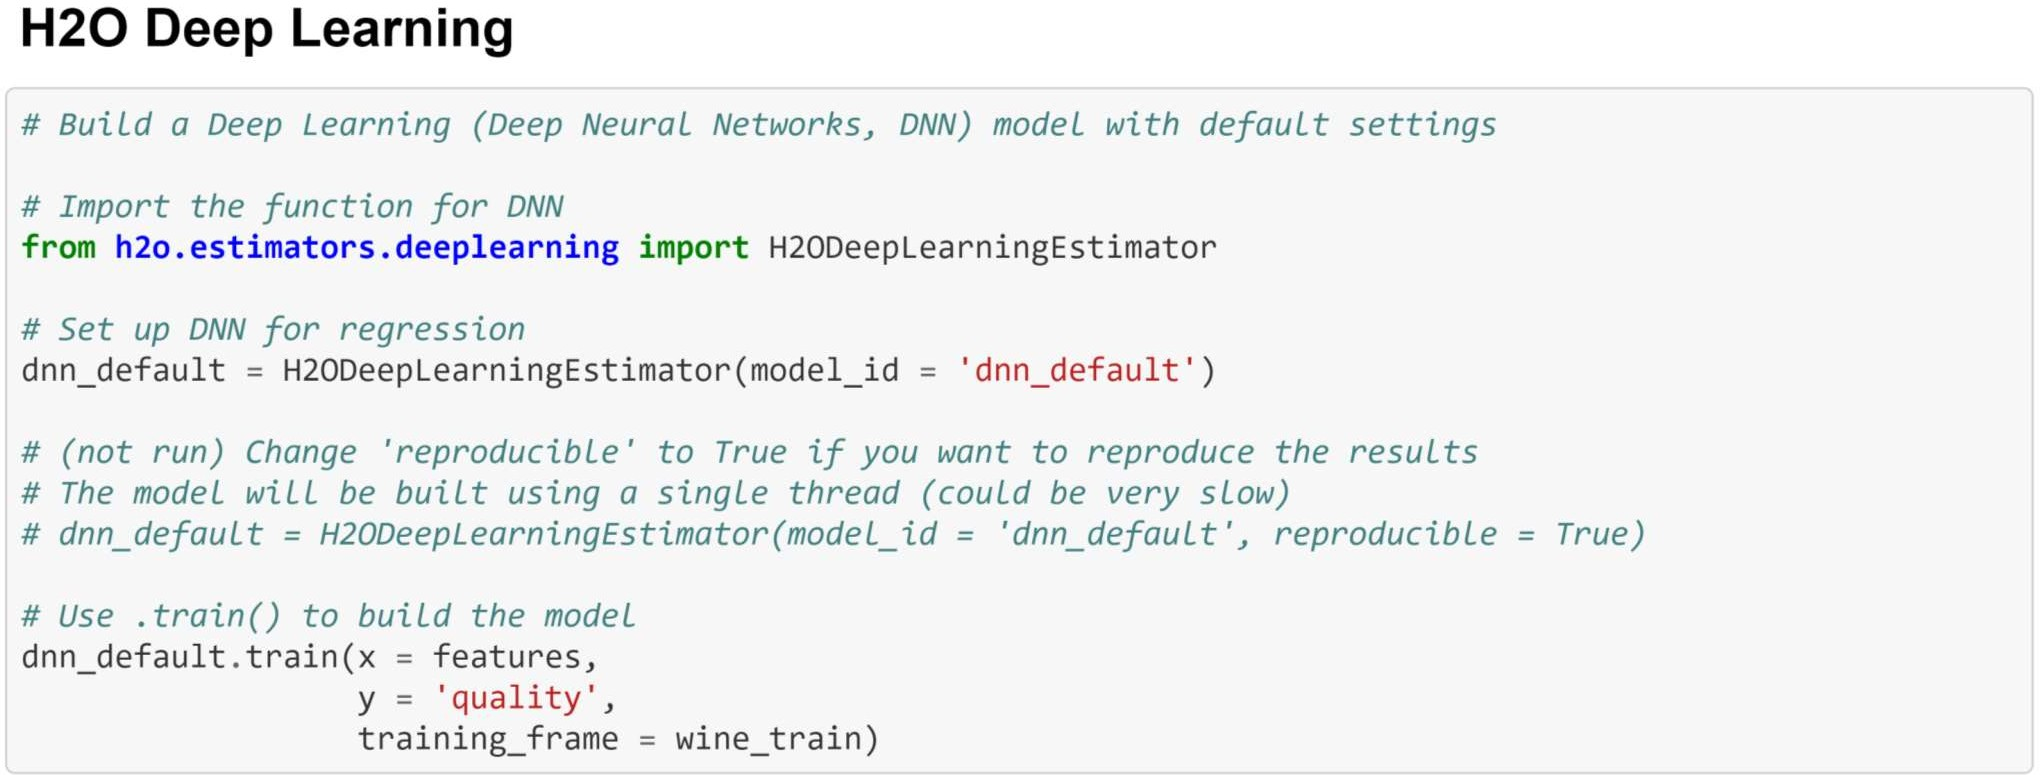 H2O Deep Learning
# Build a Deep Learning (Deep Neural Networks, DNN) model with default settings
# Import the function for DNN
from h2o.estimators.deeplearning import H2ODeepLearningEstimator
# Set up DNN for regression
dnn_default = H2ODeepLearningEstimator(model_id = 'dnn_default')
# (not run) Change 'reproducible' to True if you want to reproduce the results
# The model will be built using a single thread (could be very slow)
# dnn_default = H2ODeepLearningEstimator(model_id = 'dnn_default', reproducible = True)
# Use .train() to build the model
dnn_default.train(x = features,
                  y = 'quality',
                  training_frame = wine_train)